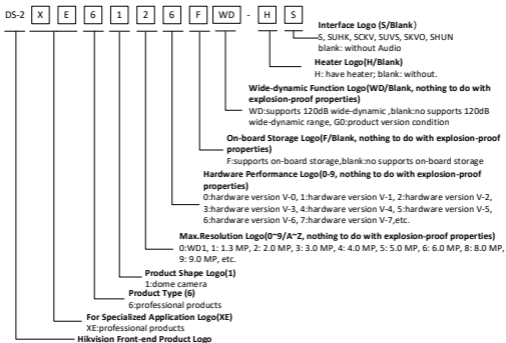 DS-2 X E 6 1 2 6 F WD - H S
Interface Logo (S/Blank)
S, SUHK, SCKV, SUVS, SKVO, SHUN
blank: without Audio
Heater Logo(H/Blank)
H: have heater; blank: without.
Wide-dynamic Function Logo(WD/Blank, nothing to do with
explosion-proof properties)
WD:supports 120dB wide-dynamic ,blank:no supports 120dB
wide-dynamic range, G0:product version condition
On-board Storage Logo(F/Blank, nothing to do with explosion-proof
properties)
F:supports on-board storage,blank:no supports on-board storage
Hardware Performance Logo(0-9, nothing to do with explosion-proof
properties)
0:hardware version V-0, 1:hardware version V-1, 2:hardware version V-2,
3:hardware version V-3, 4:hardware version V-4, 5:hardware version V-5,
6:hardware version V-6, 7:hardware version V-7,etc.
Max.Resolution Logo(0~9/A~Z, nothing to do with explosion-proof properties)
0:WD1, 1: 1.3 MP, 2: 2.0 MP, 3: 3.0 MP, 4: 4.0 MP, 5: 5.0 MP, 6: 6.0 MP, 8: 8.0 MP,
9: 9.0 MP, etc.
Product Shape Logo(1)
1:dome camera
Product Type (6)
6:professional products
For Specialized Application Logo(XE)
XE:professional products
Hikvision Front-end Product Logo